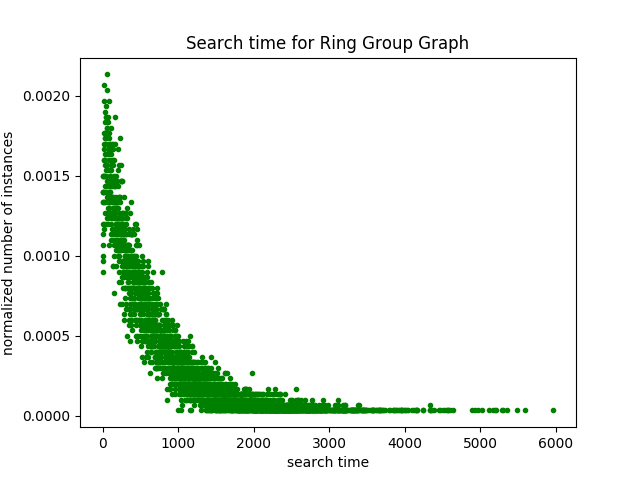 Search time for Ring Group Graph
normalized number of instances
0.0020
0.0015
0.0010
0.0005
0.0000
0 1000 2000 3000 4000 5000 6000
search time